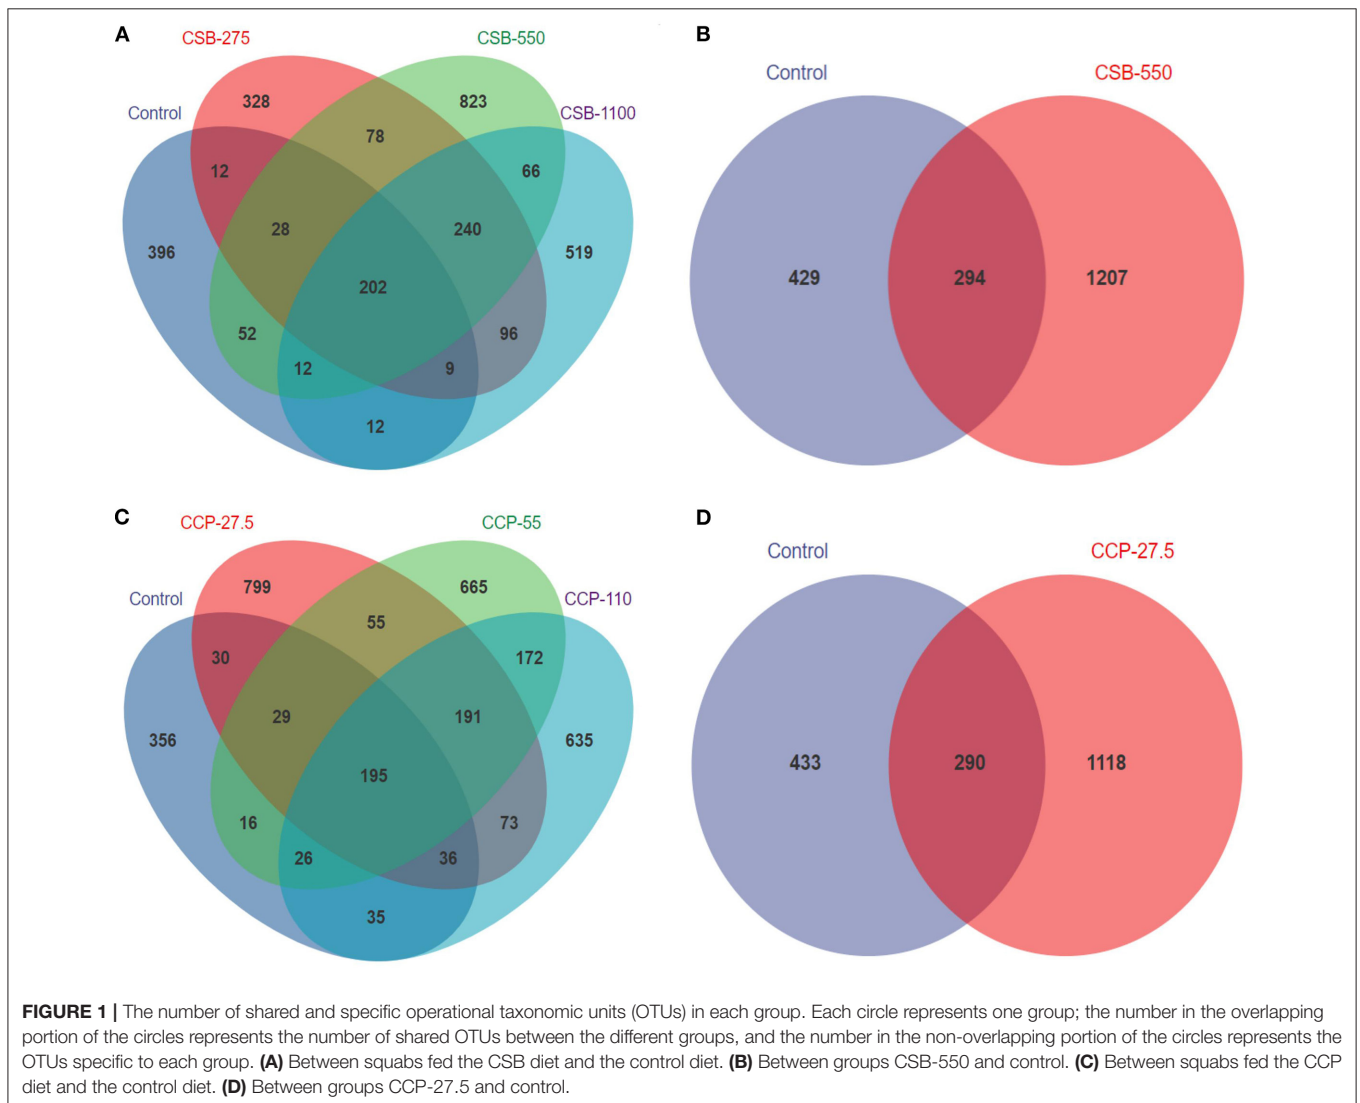 A
CSB-275
CSB-550
Control
CSB-1100
328
823
78
12
66
28
240
396
519
202
52
96
12
9
12
B
Control
CSB-550
429
294
1207
C
CCP-27.5
CCP-55
Control
CCP-110
799
665
55
30
172
29
191
356
635
195
16
73
26
36
35
D
Control
CCP-27.5
433
290
1118
FIGURE 1 | The number of shared and specific operational taxonomic units (OTUs) in each group. Each circle represents one group; the number in the overlapping
portion of the circles represents the number of shared OTUs between the different groups, and the number in the non-overlapping portion of the circles represents the
OTUs specific to each group. (A) Between squabs fed the CSB diet and the control diet. (B) Between groups CSB-550 and control. (C) Between squabs fed the CCP
diet and the control diet. (D) Between groups CCP-27.5 and control.